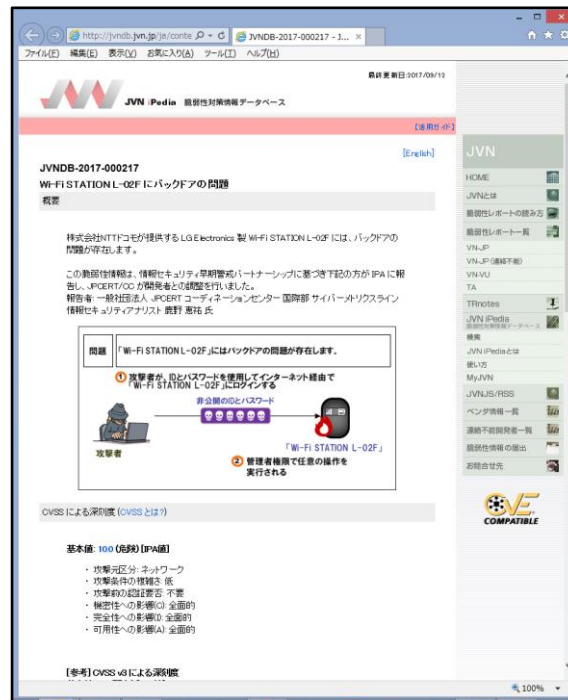 http://jvndb.jvn.jp/ja/conte
JVNDB-2017-000217 - J...
ファイル(F) 編集(E) 表示(V) お気に入り(A) ツール(T) ヘルプ(H)
最終更新日:2017/09/12
JVN iPedia 脆弱性対策情報データベース
【活用ガイド】
[English]
JVNDB-2017-000217
Wi-Fi STATION L-02F にバックドアの問題
概要
株式会社NTTドコモが提供する LG Electronics 製 Wi-Fi STATION L-02F には、バックドアの
問題が存在します。
この脆弱性情報は、情報セキュリティ早期警戒パートナーシップに基づき下記の方が IPA に報
告し、JPCERT/CC が開発者との調整を行いました。
報告者: 一般社団法人 JPCERT コーディネーションセンター 国際部 サイバーメトリクスライン
情報セキュリティアナリスト 鹿野 恵祐 氏
問題
「Wi-Fi STATION L-02F」にはバックドアの問題が存在します。
① 攻撃者が、IDとパスワードを使用してインターネット経由で
「Wi-Fi STATION L-02F」にログインする
非公開のIDとパスワード
攻撃者
「Wi-Fi STATION L-02F」
② 管理者権限で任意の操作を
実行される
CVSS による深刻度 (CVSS とは?)
基本値: 10.0 (危険) [IPA値]
・ 攻撃元区分: ネットワーク
・ 攻撃条件の複雑さ: 低
・ 攻撃前の認証要否: 不要
・ 機密性への影響(C): 全面的
・ 完全性への影響(I): 全面的
・ 可用性への影響(A): 全面的
[参考] CVSS v3 による深刻度
JVN
HOME
JVNとは
脆弱性レポートの読み方
脆弱性レポート一覧
VN-JP
VN-JP(連絡不能)
VN-VU
TA
TRnotes
JVN iPedia
脆弱性対策情報データベース
検索
JVN iPediaとは
使い方
MyJVN
JVNJS/RSS
ベンダ情報一覧
連絡不能開発者一覧
脆弱性情報の届出
お問合せ先
CVE
COMPATIBLE
100%